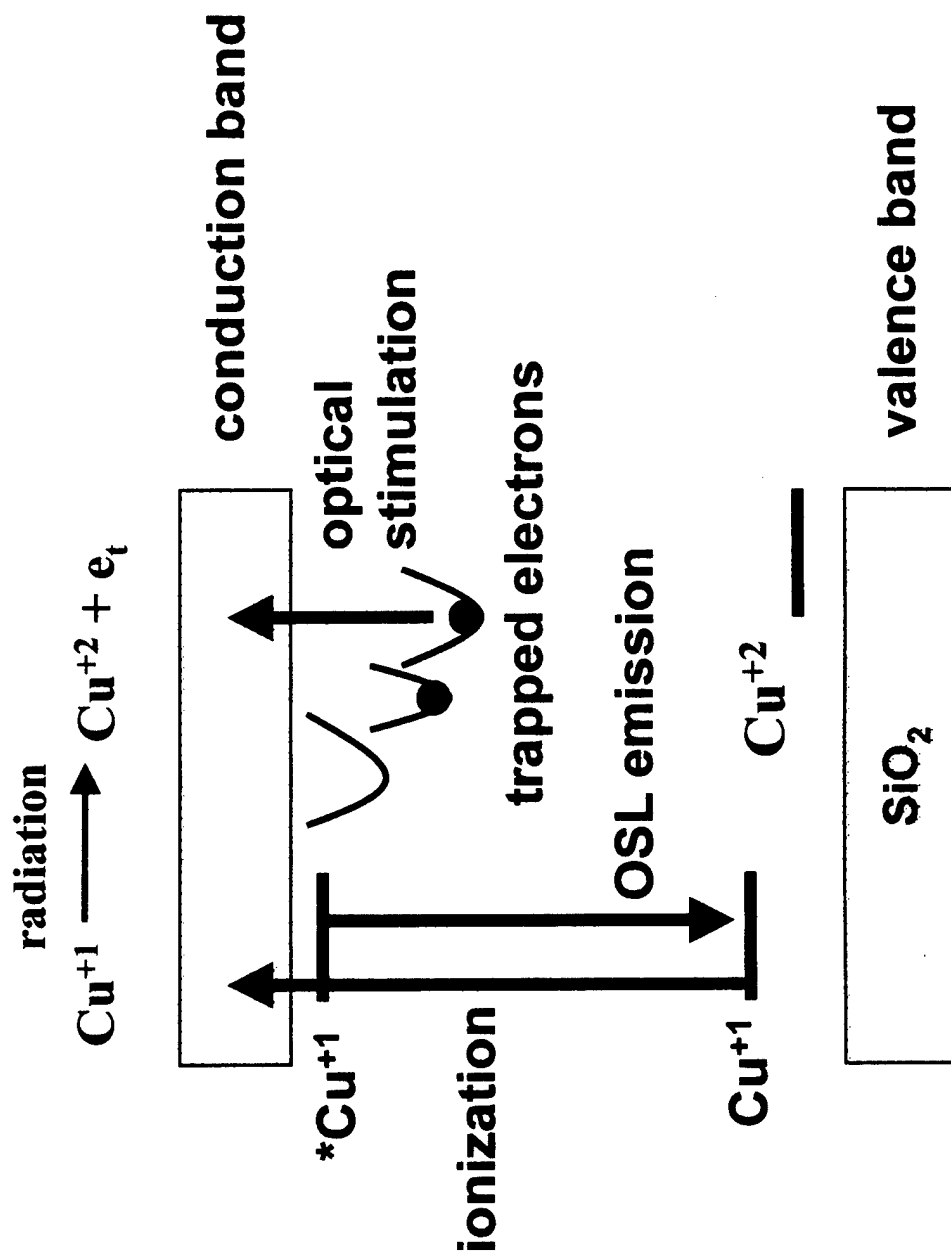 radiation
Cu+1 → Cu+2 + et
conduction band
*Cu+1
optical
stimulation
ionization
trapped electrons
OSL emission
Cu+1
Cu+2
SiO2
valence band